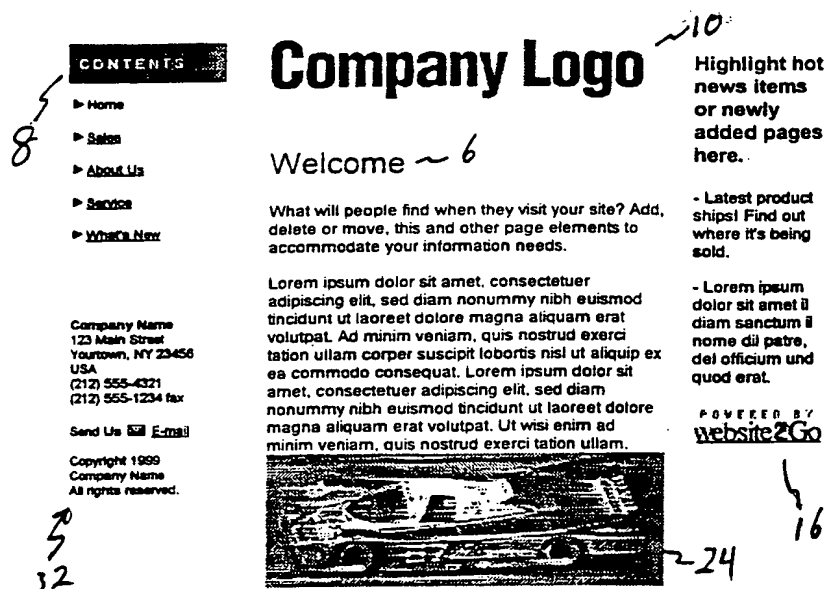 CONTENTS
8
▶ Home
▶ Sales
▶ About Us
▶ Service
▶ What's New
Company Name
123 Main Street
Yourtown, NY 23456
USA
(212) 555-4321
(212) 555-1234 fax
Send Us E-mail
Copyright 1999
Company Name
All rights reserved.
32
Company Logo
10
Welcome ~ 6
What will people find when they visit your site? Add,
delete or move, this and other page elements to
accommodate your information needs.
Lorem ipsum dolor sit amet, consectetuer
adipiscing elit, sed diam nonummy nibh euismod
tincidunt ut laoreet dolore magna aliquam erat
volutpat. Ad minim veniam, quis nostrud exerci
tation ullam corper suscipit lobortis nisl ut aliquip ex
ea commodo consequat. Lorem ipsum dolor sit
amet, consectetuer adipiscing elit, sed diam
nonummy nibh euismod tincidunt ut laoreet dolore
magna aliquam erat volutpat. Ut wisi enim ad
minim veniam, quis nostrud exerci tation ullam.
24
Highlight hot
news items
or newly
added pages
here.
- Latest product
ships! Find out
where it's being
sold.
- Lorem ipsum
dolor sit amet il
diam sanctum il
nome dil patre,
del officium und
quod erat.
POWERED BY
website2Go
16